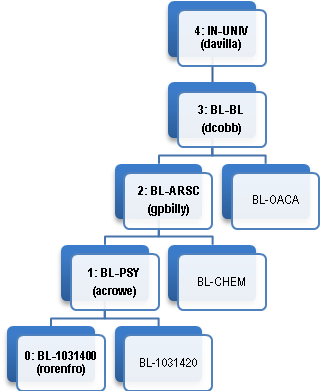 4: IN-UNIV
(davilla)
3: BL-BL
(dcobb)
2: BL-ARSC
(gpbilly)
BL-OACA
1: BL-PSY
(acrowe)
BL-CHEM
0: BL-1031400
(rorenfro)
BL-1031420